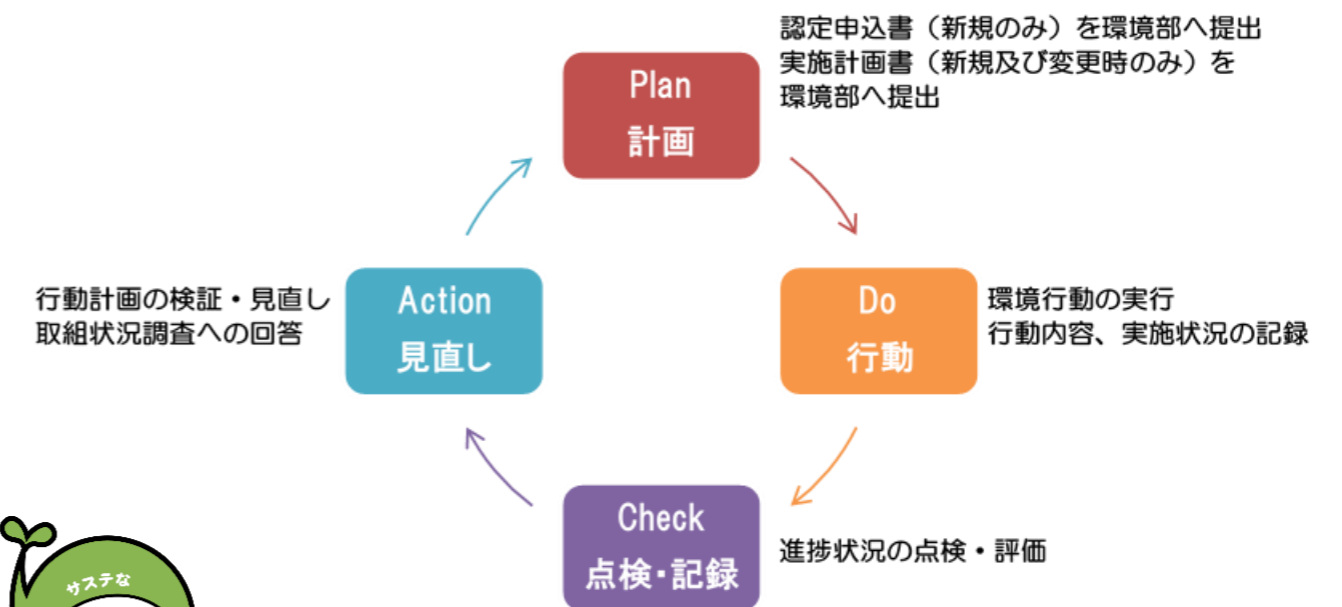 認定申込書（新規のみ）を環境部へ提出
実施計画書（新規及び変更時のみ）を
環境部へ提出
Plan
計画
Do
行動
環境行動の実行
行動内容、実施状況の記録
Check
点検・記録
進捗状況の点検・評価
Action
見直し
行動計画の検証・見直し
取組状況調査への回答
サステな